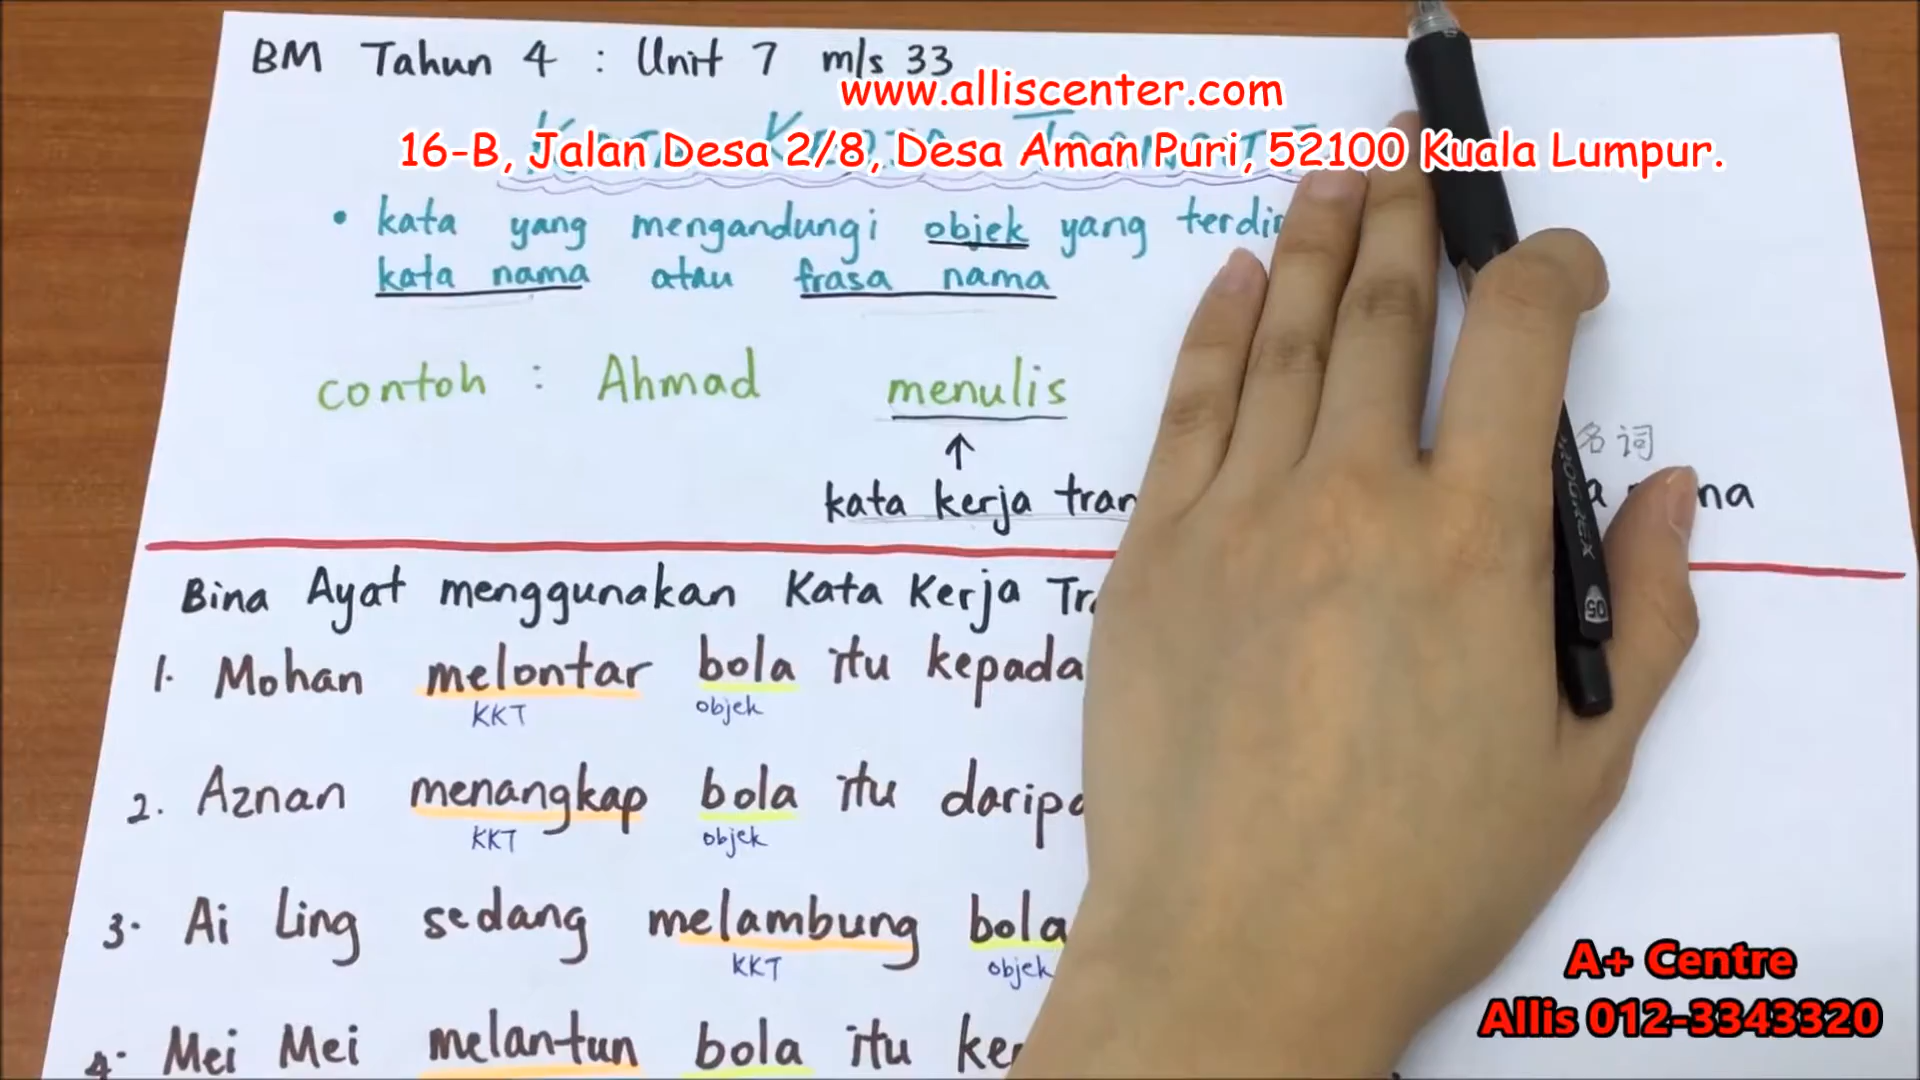 BM Tahun 4 : Unit 7 m/s 33
www.alliscenter.com
16-B, Jalan Desa 2/8, Desa Aman Puri, 52100 Kuala Lumpur.
• kata yang mengandungi objek yang terdir
kata nama atau frasa nama
contoh : Ahmad menulis
↑
名词
kata kerja tran a na
Bina Ayat menggunakan Kata Kerja Tra
1. Mohan melontar bola itu kepada
KKT objek
2. Aznan menangkap bola itu daripa
KKT objek
3. Ai Ling sedang melambung bola
KKT objek
4. Mei Mei melantun bola itu ke
05
A+ Centre
Allis 012-3343320